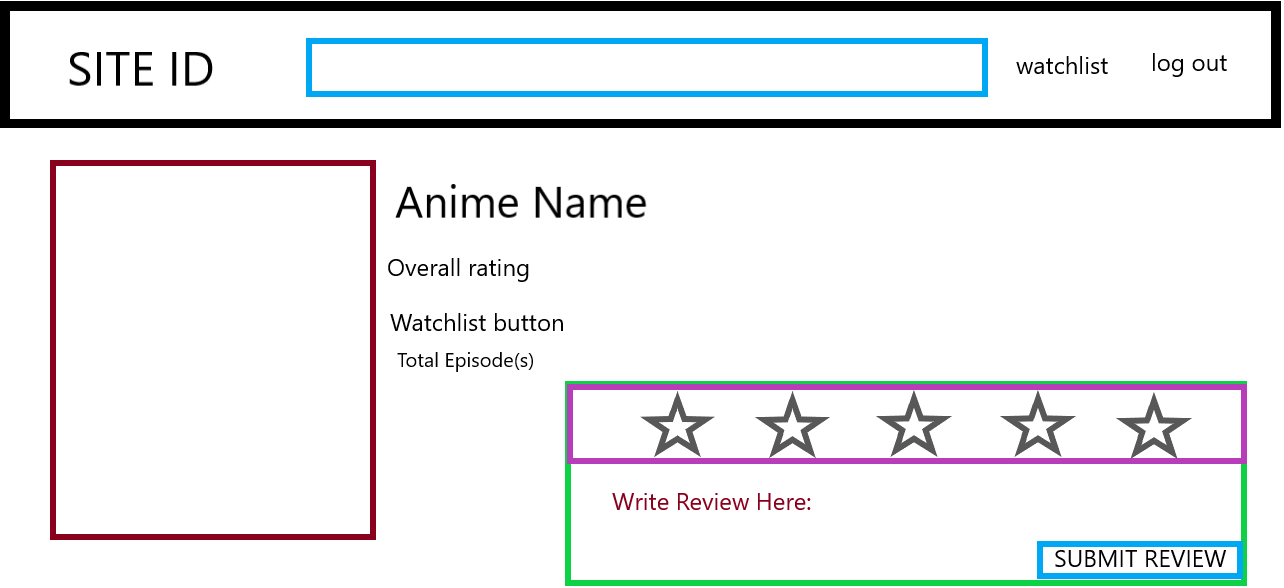 SITE ID
watchlist
log out
Anime Name
Overall rating
Watchlist button
Total Episode(s)
Write Review Here:
SUBMIT REVIEW